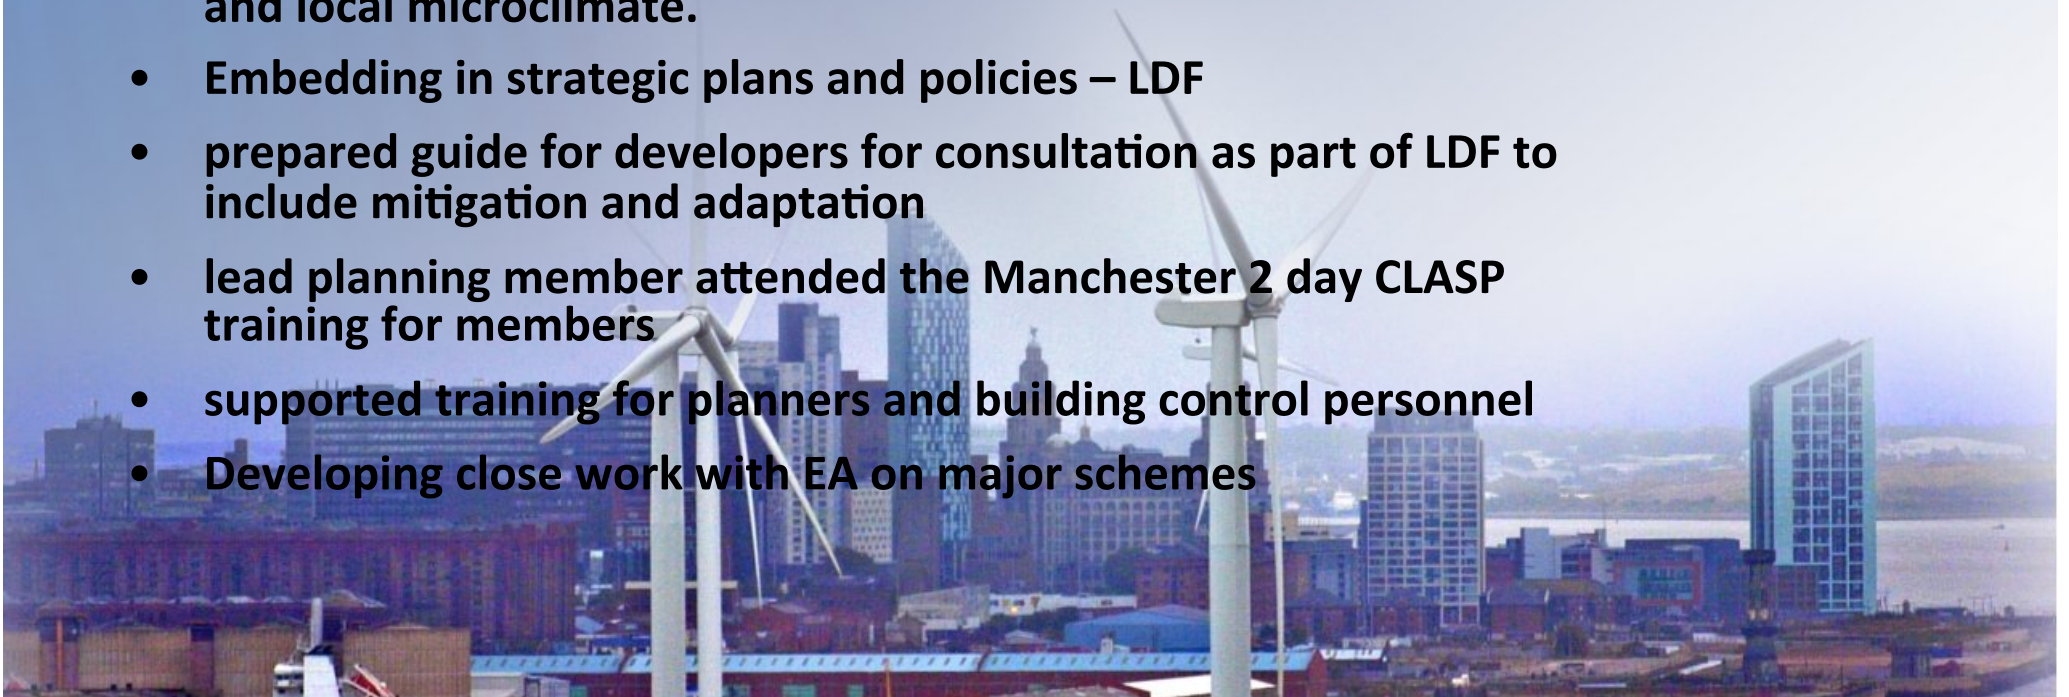 and local microclimate.
• Embedding in strategic plans and policies – LDF
• prepared guide for developers for consultation as part of LDF to
include mitigation and adaptation
• lead planning member attended the Manchester 2 day CLASP
training for members
• supported training for planners and building control personnel
• Developing close work with EA on major schemes